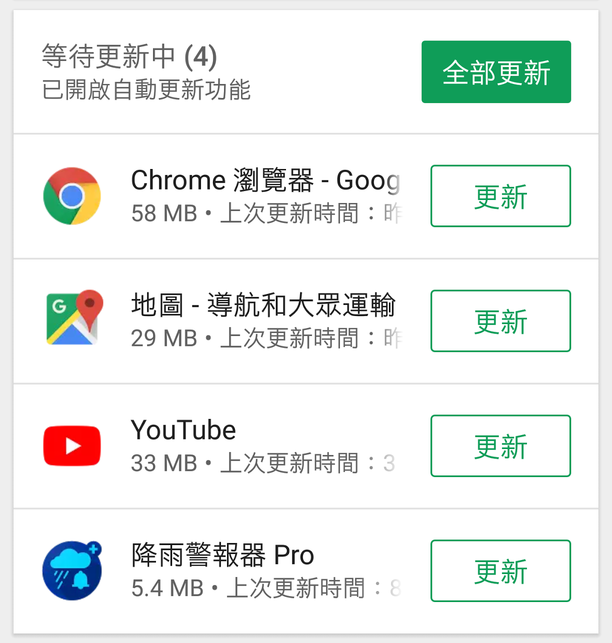 等待更新中 (4)
已開啟自動更新功能
全部更新
Chrome 瀏覽器 - Goog
58 MB • 上次更新時間：昨
更新
G
地圖 - 導航和大眾運輸
29 MB • 上次更新時間：昨
更新
YouTube
33 MB • 上次更新時間：3
更新
降雨警報器 Pro
5.4 MB • 上次更新時間：8
更新